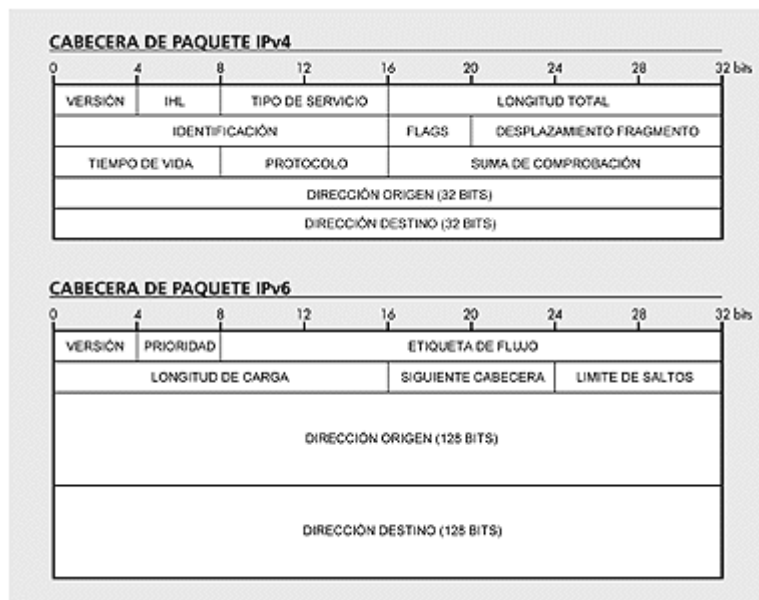 CABECERA DE PAQUETE IPv4
0 4 8 12 16 20 24 28 32 bits
VERSIÓN IHL TIPO DE SERVICIO LONGITUD TOTAL
IDENTIFICACIÓN FLAGS DESPLAZAMIENTO FRAGMENTO
TIEMPO DE VIDA PROTOCOLO SUMA DE COMPROBACIÓN
DIRECCIÓN ORIGEN (32 BITS)
DIRECCIÓN DESTINO (32 BITS)
CABECERA DE PAQUETE IPv6
0 4 8 12 16 20 24 28 32 bits
VERSIÓN PRIORIDAD ETIQUETA DE FLUJO
LONGITUD DE CARGA SIGUIENTE CABECERA LIMITE DE SALTOS
DIRECCIÓN ORIGEN (128 BITS)
DIRECCIÓN DESTINO (128 BITS)